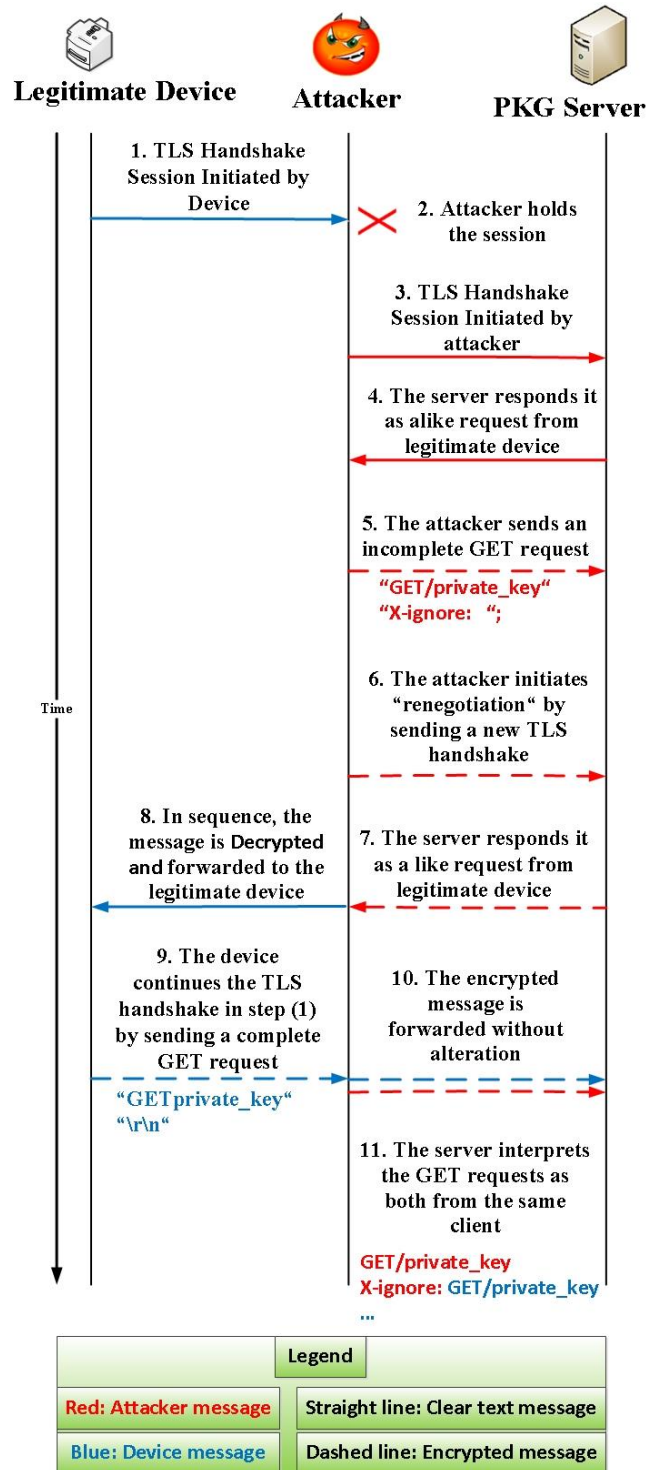 Legitimate Device
Attacker
PKG Server
1. TLS Handshake
Session Initiated by
Device
2. Attacker holds
the session
3. TLS Handshake
Session Initiated by
attacker
4. The server responds it
as alike request from
legitimate device
5. The attacker sends an
incomplete GET request
“GET/private_key“
“X-ignore:   “;
6. The attacker initiates
“renegotiation“ by
sending a new TLS
handshake
Time
7. The server responds it
as a like request from
legitimate device
8. In sequence, the
message is Decrypted
and forwarded to the
legitimate device
9. The device
continues the TLS
handshake in step (1)
by sending a complete
GET request
“GETprivate_key“
“\r\n“
10. The encrypted
message is
forwarded without
alteration
11. The server interprets
the GET requests as
both from the same
client
GET/private_key
X-ignore: GET/private_key
...
Legend
Red: Attacker message
Straight line: Clear text message
Blue: Device message
Dashed line: Encrypted message